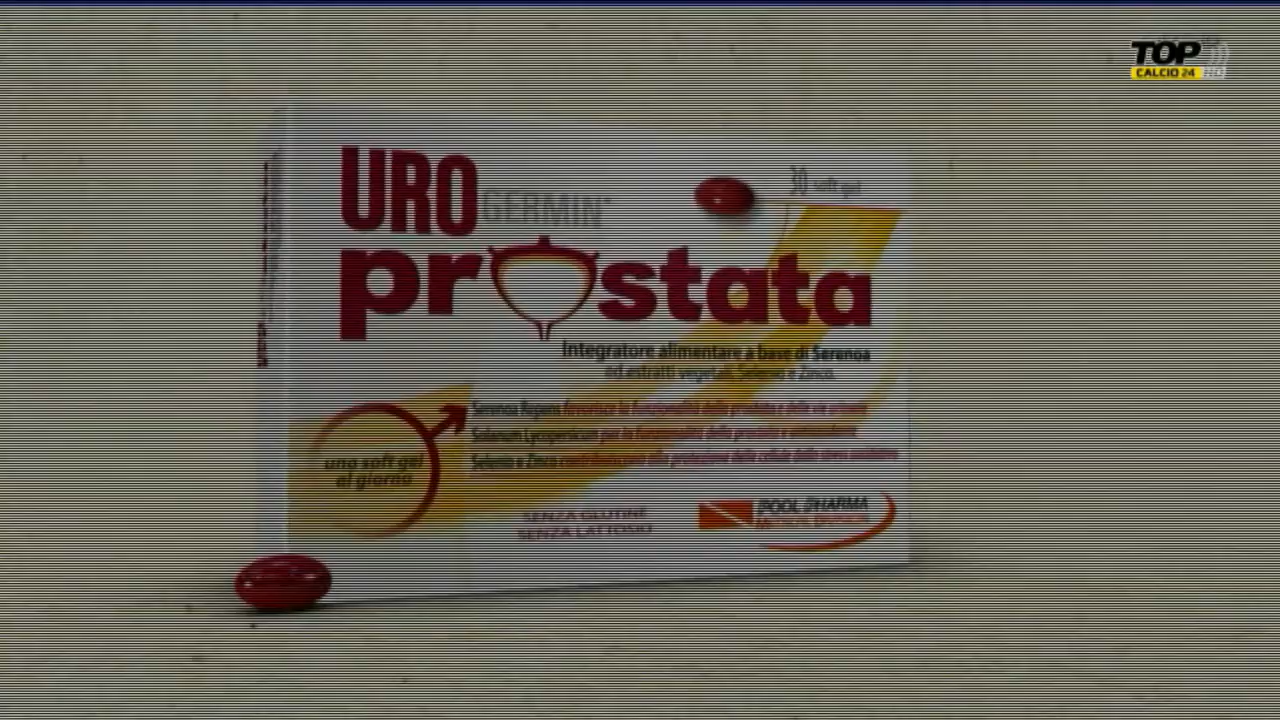 TOP
CALCIO 24 HD
URO GERMIN
30 soft gel
prostata
Integratore alimentare a base di Serenoa
ed estratti vegetali, Selenio e Zinco.
Serenoa Repens favorisce la funzionalità della prostata e delle vie urinarie
Solanum Lycopersicum per la funzionalità della prostata e antiossidante
Selenio e Zinco contribuiscono alla protezione delle cellule dallo stress ossidativo
una soft gel
al giorno
SENZA GLUTINE
SENZA LATTOSIO
POOL PHARMA
MEDICAL DIVISION